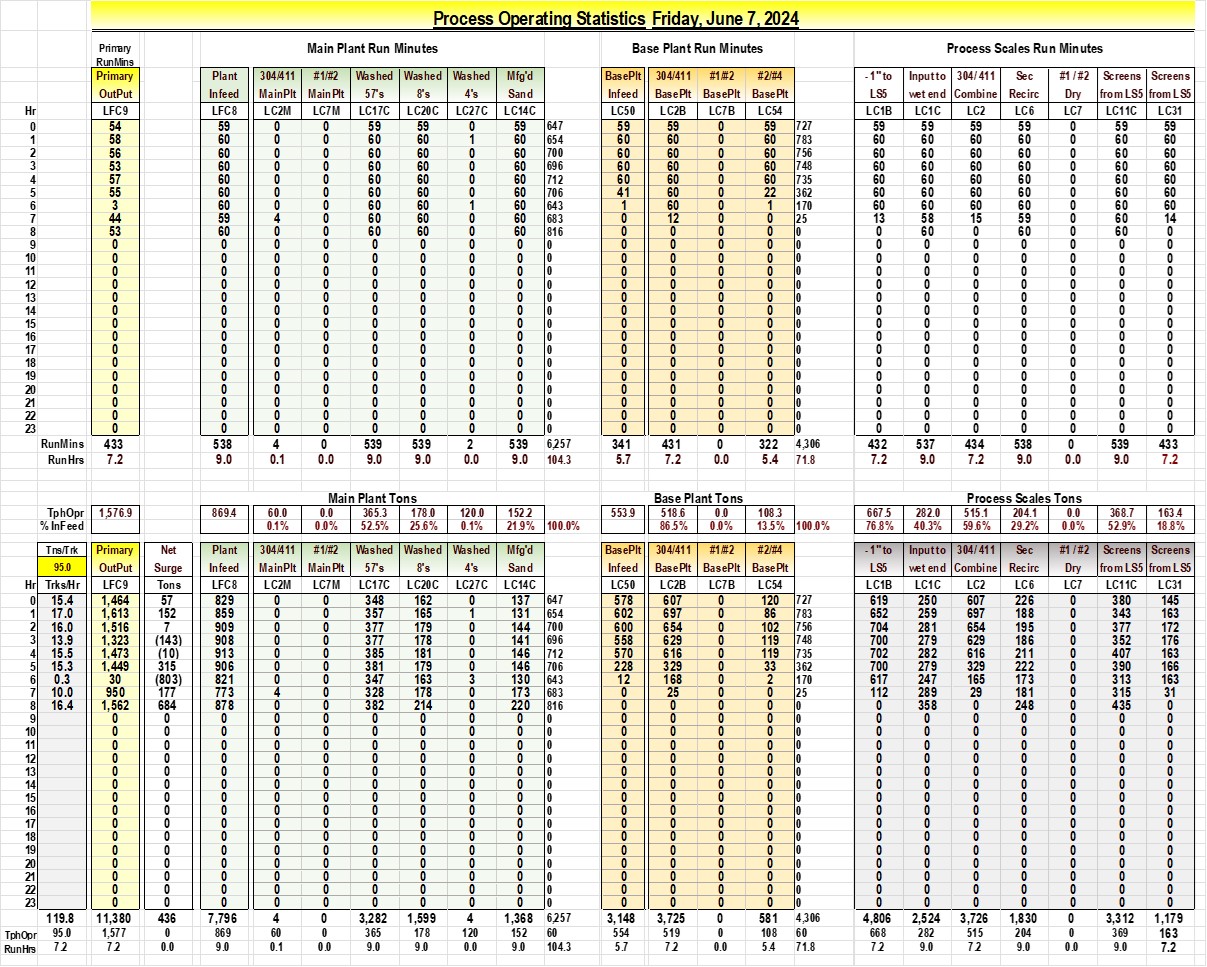 Process Operating Statistics Friday, June 7, 2024
Primary Main Plant Run Minutes Base Plant Run Minutes Process Scales Run Minutes
RunMins
Primary Plant 304/411 #1/#2 Washed Washed Washed Mfg'd BasePlt 304/411 #1/#2 #2/#4 -1" to Input to 304/ 411 Sec #1 / #2 Screens Screens
OutPut Infeed MainPlt MainPlt 57's 8's 4's Sand Infeed BasePlt BasePlt BasePlt LS5 wet end Combine Recirc Dry from LS5 from LS5
Hr LFC9 LFC8 LC2M LC7M LC17C LC20C LC27C LC14C LC50 LC2B LC7B LC54 LC1B LC1C LC2 LC6 LC7 LC11C LC31
0 54 59 0 0 59 59 0 59 647 59 59 0 59 727 59 59 59 59 0 59 59
1 58 60 0 0 60 60 1 60 654 60 60 0 60 783 60 60 60 60 0 60 60
2 56 60 0 0 60 60 0 60 700 60 60 0 60 756 60 60 60 60 0 60 60
3 53 60 0 0 60 60 0 60 696 60 60 0 60 748 60 60 60 60 0 60 60
4 57 60 0 0 60 60 0 60 712 60 60 0 60 735 60 60 60 60 0 60 60
5 55 60 0 0 60 60 0 60 706 41 60 0 22 362 60 60 60 60 0 60 60
6 3 60 0 0 60 60 1 60 643 1 60 0 1 170 60 60 60 60 0 60 60
7 44 59 4 0 60 60 0 60 683 0 12 0 0 25 13 58 15 59 0 60 14
8 53 60 0 0 60 60 0 60 816 0 0 0 0 0 0 60 0 60 0 60 0
9 0 0 0 0 0 0 0 0 0 0 0 0 0 0 0 0 0 0 0 0 0
10 0 0 0 0 0 0 0 0 0 0 0 0 0 0 0 0 0 0 0 0 0
11 0 0 0 0 0 0 0 0 0 0 0 0 0 0 0 0 0 0 0 0 0
12 0 0 0 0 0 0 0 0 0 0 0 0 0 0 0 0 0 0 0 0 0
13 0 0 0 0 0 0 0 0 0 0 0 0 0 0 0 0 0 0 0 0 0
14 0 0 0 0 0 0 0 0 0 0 0 0 0 0 0 0 0 0 0 0 0
15 0 0 0 0 0 0 0 0 0 0 0 0 0 0 0 0 0 0 0 0 0
16 0 0 0 0 0 0 0 0 0 0 0 0 0 0 0 0 0 0 0 0 0
17 0 0 0 0 0 0 0 0 0 0 0 0 0 0 0 0 0 0 0 0 0
18 0 0 0 0 0 0 0 0 0 0 0 0 0 0 0 0 0 0 0 0 0
19 0 0 0 0 0 0 0 0 0 0 0 0 0 0 0 0 0 0 0 0 0
20 0 0 0 0 0 0 0 0 0 0 0 0 0 0 0 0 0 0 0 0 0
21 0 0 0 0 0 0 0 0 0 0 0 0 0 0 0 0 0 0 0 0 0
22 0 0 0 0 0 0 0 0 0 0 0 0 0 0 0 0 0 0 0 0 0
23 0 0 0 0 0 0 0 0 0 0 0 0 0 0 0 0 0 0 0 0 0
RunMins 433 538 4 0 539 539 2 539 6,257 341 431 0 322 4,306 432 537 434 538 0 539 433
Run Hrs 7.2 9.0 0.1 0.0 9.0 9.0 0.0 9.0 104.3 5.7 7.2 0.0 5.4 71.8 7.2 9.0 7.2 9.0 0.0 9.0 7.2
Main Plant Tons Base Plant Tons Process Scales Tons
TphOpr 1,576.9 869.4 60.0 0.0 365.3 178.0 120.0 152.2 553.9 518.6 0.0 108.3 667.5 282.0 515.1 204.1 0.0 368.7 163.4
% InFeed 0.1% 0.0% 52.5% 25.6% 0.1% 21.9% 100.0% 86.5% 0.0% 13.5% 100.0% 76.8% 40.3% 59.6% 29.2% 0.0% 52.9% 18.8%
Tns/Trk Primary Net Plant 304/411 #1/#2 Washed Washed Washed Mfg'd BasePlt 304/411 #1/#2 #2/#4 -1" to Input to 304/ 411 Sec #1 / #2 Screens Screens
95.0 OutPut Surge Infeed MainPlt MainPlt 57's 8's 4's Sand Infeed BasePlt BasePlt BasePlt LS5 wet end Combine Recirc Dry from LS5 from LS5
Hr Trks/Hr LFC9 Tons LFC8 LC2M LC7M LC17C LC20C LC27C LC14C LC50 LC2B LC7B LC54 LC1B LC1C LC2 LC6 LC7 LC11C LC31
0 15.4 1,464 57 829 0 0 348 162 0 137 647 578 607 0 120 727 619 250 607 226 0 380 145
1 17.0 1,613 152 859 0 0 357 165 1 131 654 602 697 0 86 783 652 259 697 188 0 343 163
2 16.0 1,516 7 909 0 0 377 179 0 144 700 600 654 0 102 756 704 281 654 195 0 377 172
3 13.9 1,323 (143) 908 0 0 377 178 0 141 696 558 629 0 119 748 700 279 629 186 0 352 176
4 15.5 1,473 (10) 913 0 0 385 181 0 146 712 570 616 0 119 735 702 282 616 211 0 407 163
5 15.3 1,449 315 906 0 0 381 179 0 146 706 228 329 0 33 362 700 279 329 222 0 390 166
6 0.3 30 (803) 821 0 0 347 163 3 130 643 12 168 0 2 170 617 247 165 173 0 313 163
7 10.0 950 177 773 4 0 328 178 0 173 683 0 25 0 0 25 112 289 29 181 0 315 31
8 16.4 1,562 684 878 0 0 382 214 0 220 816 0 0 0 0 0 0 358 0 248 0 435 0
9 0 0 0 0 0 0 0 0 0 0 0 0 0 0 0 0 0 0 0 0 0 0
10 0 0 0 0 0 0 0 0 0 0 0 0 0 0 0 0 0 0 0 0 0 0
11 0 0 0 0 0 0 0 0 0 0 0 0 0 0 0 0 0 0 0 0 0 0
12 0 0 0 0 0 0 0 0 0 0 0 0 0 0 0 0 0 0 0 0 0 0
13 0 0 0 0 0 0 0 0 0 0 0 0 0 0 0 0 0 0 0 0 0 0
14 0 0 0 0 0 0 0 0 0 0 0 0 0 0 0 0 0 0 0 0 0 0
15 0 0 0 0 0 0 0 0 0 0 0 0 0 0 0 0 0 0 0 0 0 0
16 0 0 0 0 0 0 0 0 0 0 0 0 0 0 0 0 0 0 0 0 0 0
17 0 0 0 0 0 0 0 0 0 0 0 0 0 0 0 0 0 0 0 0 0 0
18 0 0 0 0 0 0 0 0 0 0 0 0 0 0 0 0 0 0 0 0 0 0
19 0 0 0 0 0 0 0 0 0 0 0 0 0 0 0 0 0 0 0 0 0 0
20 0 0 0 0 0 0 0 0 0 0 0 0 0 0 0 0 0 0 0 0 0 0
21 0 0 0 0 0 0 0 0 0 0 0 0 0 0 0 0 0 0 0 0 0 0
22 0 0 0 0 0 0 0 0 0 0 0 0 0 0 0 0 0 0 0 0 0 0
23 0 0 0 0 0 0 0 0 0 0 0 0 0 0 0 0 0 0 0 0 0 0
119.8 11,380 436 7,796 4 0 3,282 1,599 4 1,368 6,257 3,148 3,725 0 581 4,306 4,806 2,524 3,726 1,830 0 3,312 1,179
TphOpr 95.0 1,577 0 869 60 0 365 178 120 152 60 554 519 0 108 60 668 282 515 204 0 369 163
RunHrs 7.2 7.2 0.0 9.0 0.1 0.0 9.0 9.0 0.0 9.0 104.3 5.7 7.2 0.0 5.4 71.8 7.2 9.0 7.2 9.0 0.0 9.0 7.2